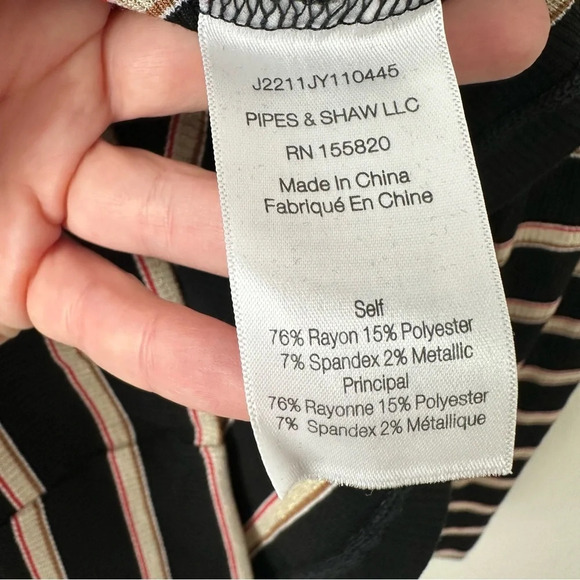 J2211JY110445
PIPES & SHAW LLC
RN 155820
Made In China
Fabriqué En Chine
Self
76% Rayon 15% Polyester
7% Spandex 2% Metallic
Principal
76% Rayonne 15% Polyester
7% Spandex 2% Métallique